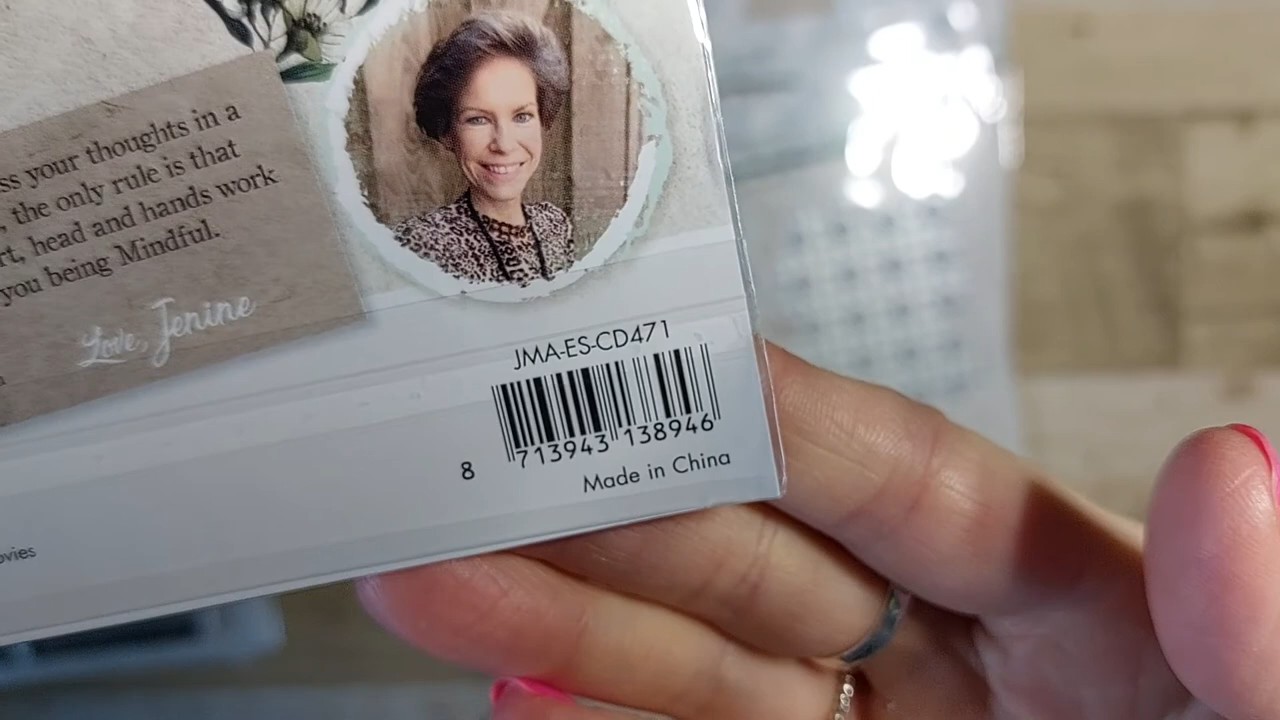 ss your thoughts in a
, the only rule is that
rt, head and hands work
you being Mindful.
Love, Jenine
JMA-ES-CD471
8 713943 138946
Made in China
ovies